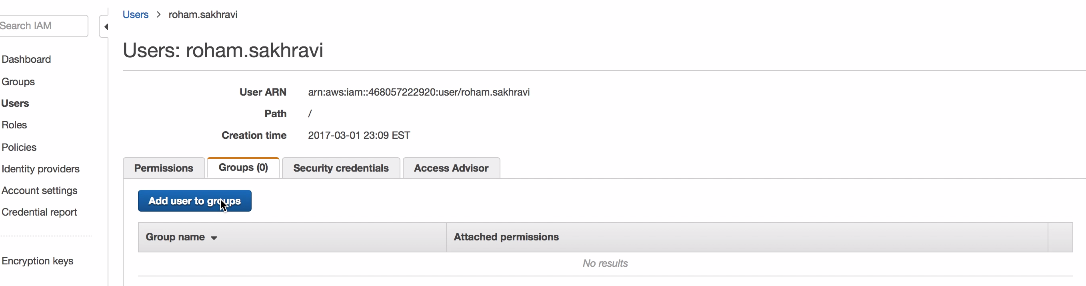 Search IAM
Dashboard
Groups
Users
Roles
Policies
Identity providers
Account settings
Credential report
Encryption keys
Users > roham.sakhravi
Users: roham.sakhravi
User ARN arn:aws:iam::468057222920:user/roham.sakhravi
Path /
Creation time 2017-03-01 23:09 EST
Permissions Groups (0) Security credentials Access Advisor
Add user to groups
Group name Attached permissions
No results